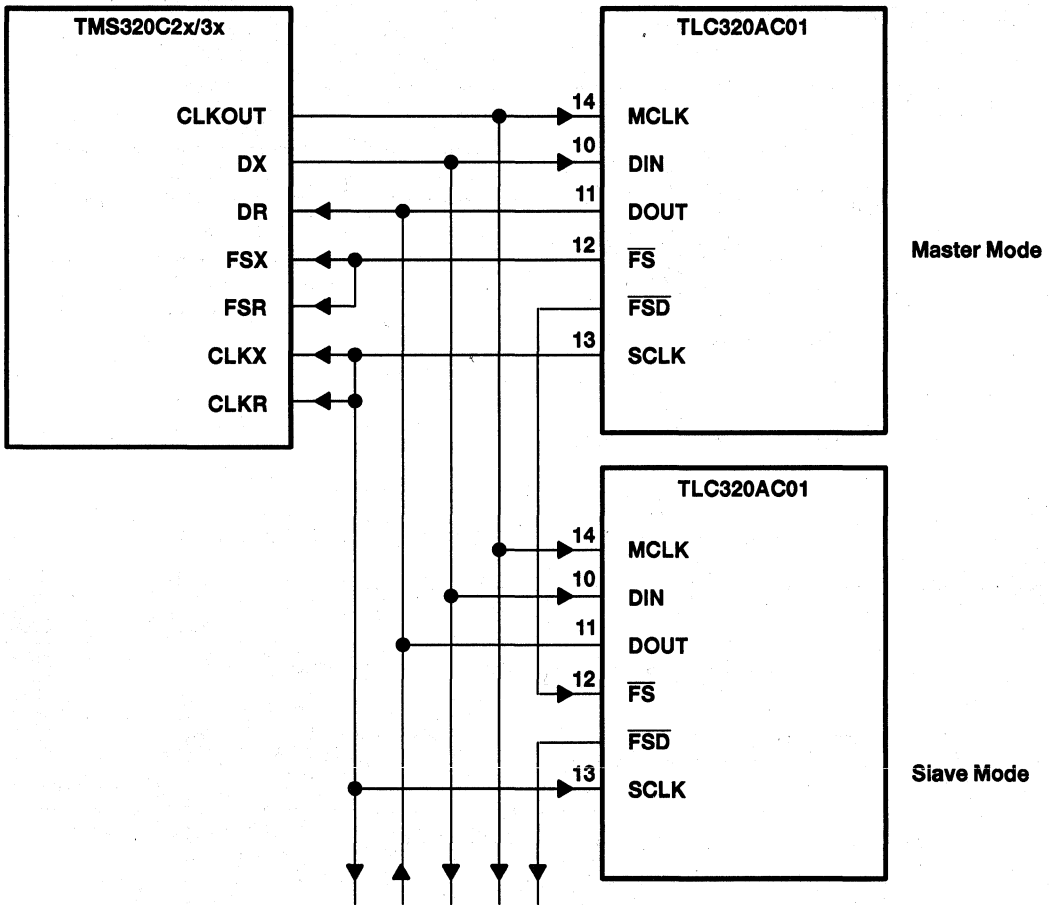 TMS320C2x/3x
CLKOUT
DX
DR
FSX
FSR
CLKX
CLKR
TLC320AC01
14 MCLK
10 DIN
11 DOUT
12 FS
FSD
13 SCLK
Master Mode
TLC320AC01
14 MCLK
10 DIN
11 DOUT
12 FS
FSD
13 SCLK
Slave Mode